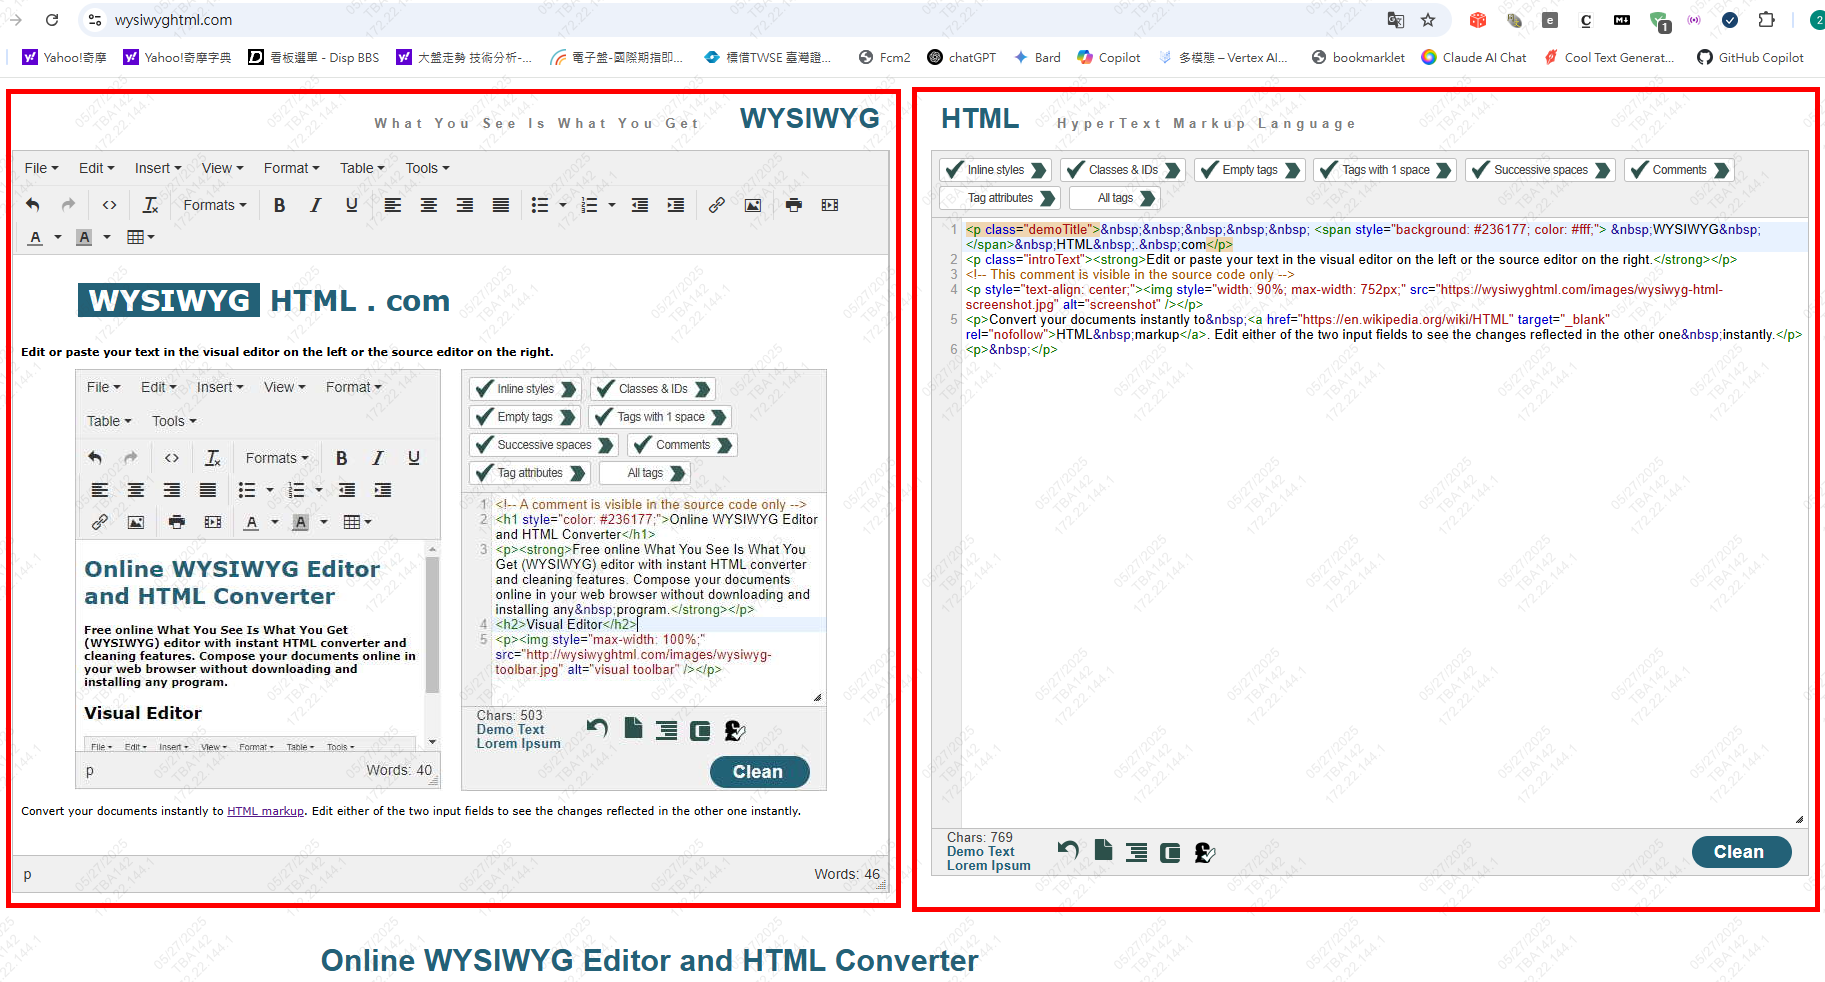 wysiwyghtml.com
Yahoo!奇摩
Yahoo!奇摩字典
看板選單 - Disp BBS
大盤走勢 技術分析-...
電子盤-國際期指即...
標借TWSE 臺灣證...
Fcm2
chatGPT
Bard
Copilot
多模態 – Vertex AI...
bookmarklet
Claude AI Chat
Cool Text Generat...
GitHub Copilot
What You See Is What You Get
WYSIWYG
File Edit Insert View Format Table Tools
Formats
WYSIWYG HTML . com
Edit or paste your text in the visual editor on the left or the source editor on the right.
File Edit Insert View Format
Table Tools
Formats
Online WYSIWYG Editor
and HTML Converter
Free online What You See Is What You Get
(WYSIWYG) editor with instant HTML converter and
cleaning features. Compose your documents online in
your web browser without downloading and
installing any program.
Visual Editor
File Edit Insert View Format Table Tools
p
Words: 40
Inline styles
Classes & IDs
Empty tags
Tags with 1 space
Successive spaces
Comments
Tag attributes
All tags
1 <!-- A comment is visible in the source code only -->
2 <h1 style="color: #236177;">Online WYSIWYG Editor
and HTML Converter</h1>
3 <p><strong>Free online What You See Is What You
Get (WYSIWYG) editor with instant HTML converter
and cleaning features. Compose your documents
online in your web browser without downloading and
installing any&nbsp;program.</strong></p>
4 <h2>Visual Editor</h2>
5 <p><img style="max-width: 100%;"
src="http://wysiwyghtml.com/images/wysiwyg-
toolbar.jpg" alt="visual toolbar" /></p>
Chars: 503
Demo Text
Lorem Ipsum
Clean
Convert your documents instantly to HTML markup. Edit either of the two input fields to see the changes reflected in the other one instantly.
p
Words: 46
HTML
HyperText Markup Language
Inline styles
Classes & IDs
Empty tags
Tags with 1 space
Successive spaces
Comments
Tag attributes
All tags
1 <p class="demoTitle">&nbsp;&nbsp;&nbsp;&nbsp;&nbsp; <span style="background: #236177; color: #fff;"> &nbsp;WYSIWYG&nbsp;
</span>&nbsp;HTML&nbsp;.&nbsp;com</p>
2 <p class="introText"><strong>Edit or paste your text in the visual editor on the left or the source editor on the right.</strong></p>
3 <!-- This comment is visible in the source code only -->
4 <p style="text-align: center;"><img style="width: 90%; max-width: 752px;" src="https://wysiwyghtml.com/images/wysiwyg-html-
screenshot.jpg" alt="screenshot" /></p>
5 <p>Convert your documents instantly to&nbsp;<a href="https://en.wikipedia.org/wiki/HTML" target="_blank"
rel="nofollow">HTML&nbsp;markup</a>. Edit either of the two input fields to see the changes reflected in the other one&nbsp;instantly.</p>
6 <p>&nbsp;</p>
Chars: 769
Demo Text
Lorem Ipsum
Clean
Online WYSIWYG Editor and HTML Converter
05/27/2025
TBA142
172.22.144.1